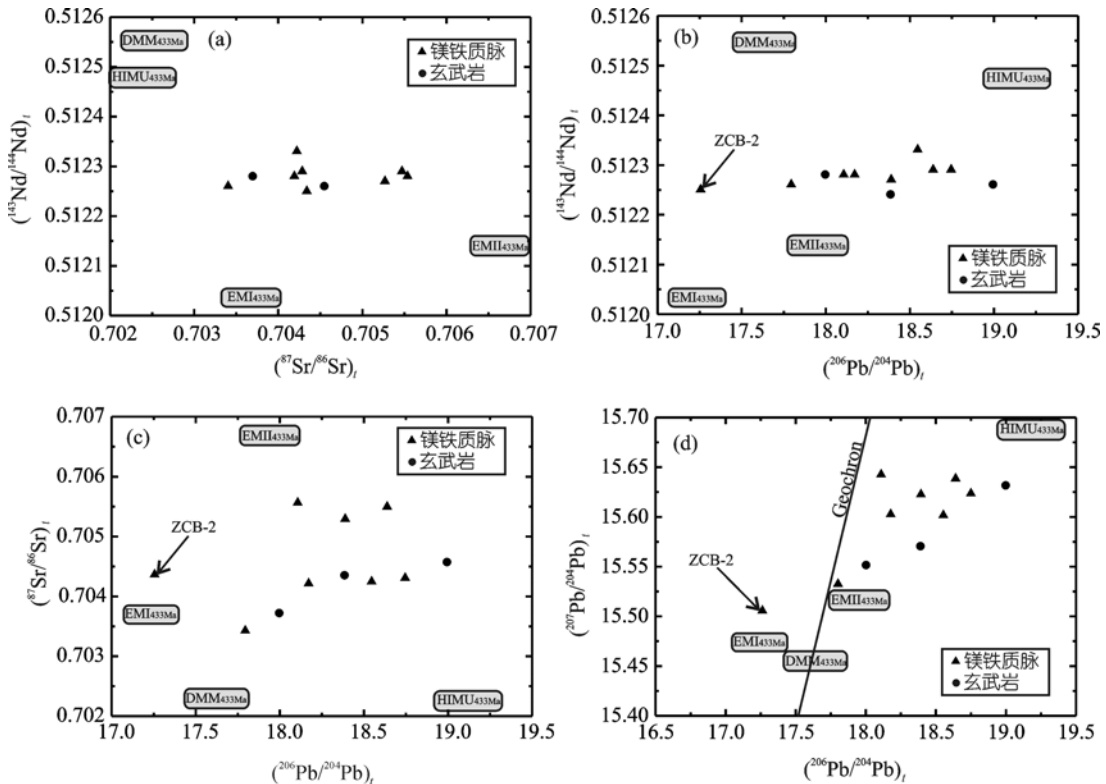 (a)
DMM433Ma
HIMU433Ma
EMII433Ma
EMI433Ma
镁铁质脉
玄武岩
0.5126
0.5125
0.5124
0.5123
0.5122
0.5121
0.5120
0.702 0.703 0.704 0.705 0.706 0.707
(143Nd/144Nd)t
(87Sr/86Sr)t
(b)
DMM433Ma
HIMU433Ma
ZCB-2
EMII433Ma
EMI433Ma
镁铁质脉
玄武岩
0.5126
0.5125
0.5124
0.5123
0.5122
0.5121
0.5120
17.0 17.5 18.0 18.5 19.0 19.5
(143Nd/144Nd)t
(206Pb/204Pb)t
(c)
EMII433Ma
镁铁质脉
玄武岩
ZCB-2
EMI433Ma
DMM433Ma
HIMU433Ma
0.707
0.706
0.705
0.704
0.703
0.702
17.0 17.5 18.0 18.5 19.0 19.5
(87Sr/86Sr)t
(206Pb/204Pb)t
(d)
HIMU433Ma
Geochron
ZCB-2
EMII433Ma
EMI433Ma
DMM433Ma
镁铁质脉
玄武岩
15.70
15.65
15.60
15.55
15.50
15.45
15.40
16.5 17.0 17.5 18.0 18.5 19.0 19.5
(207Pb/204Pb)t
(206Pb/204Pb)t